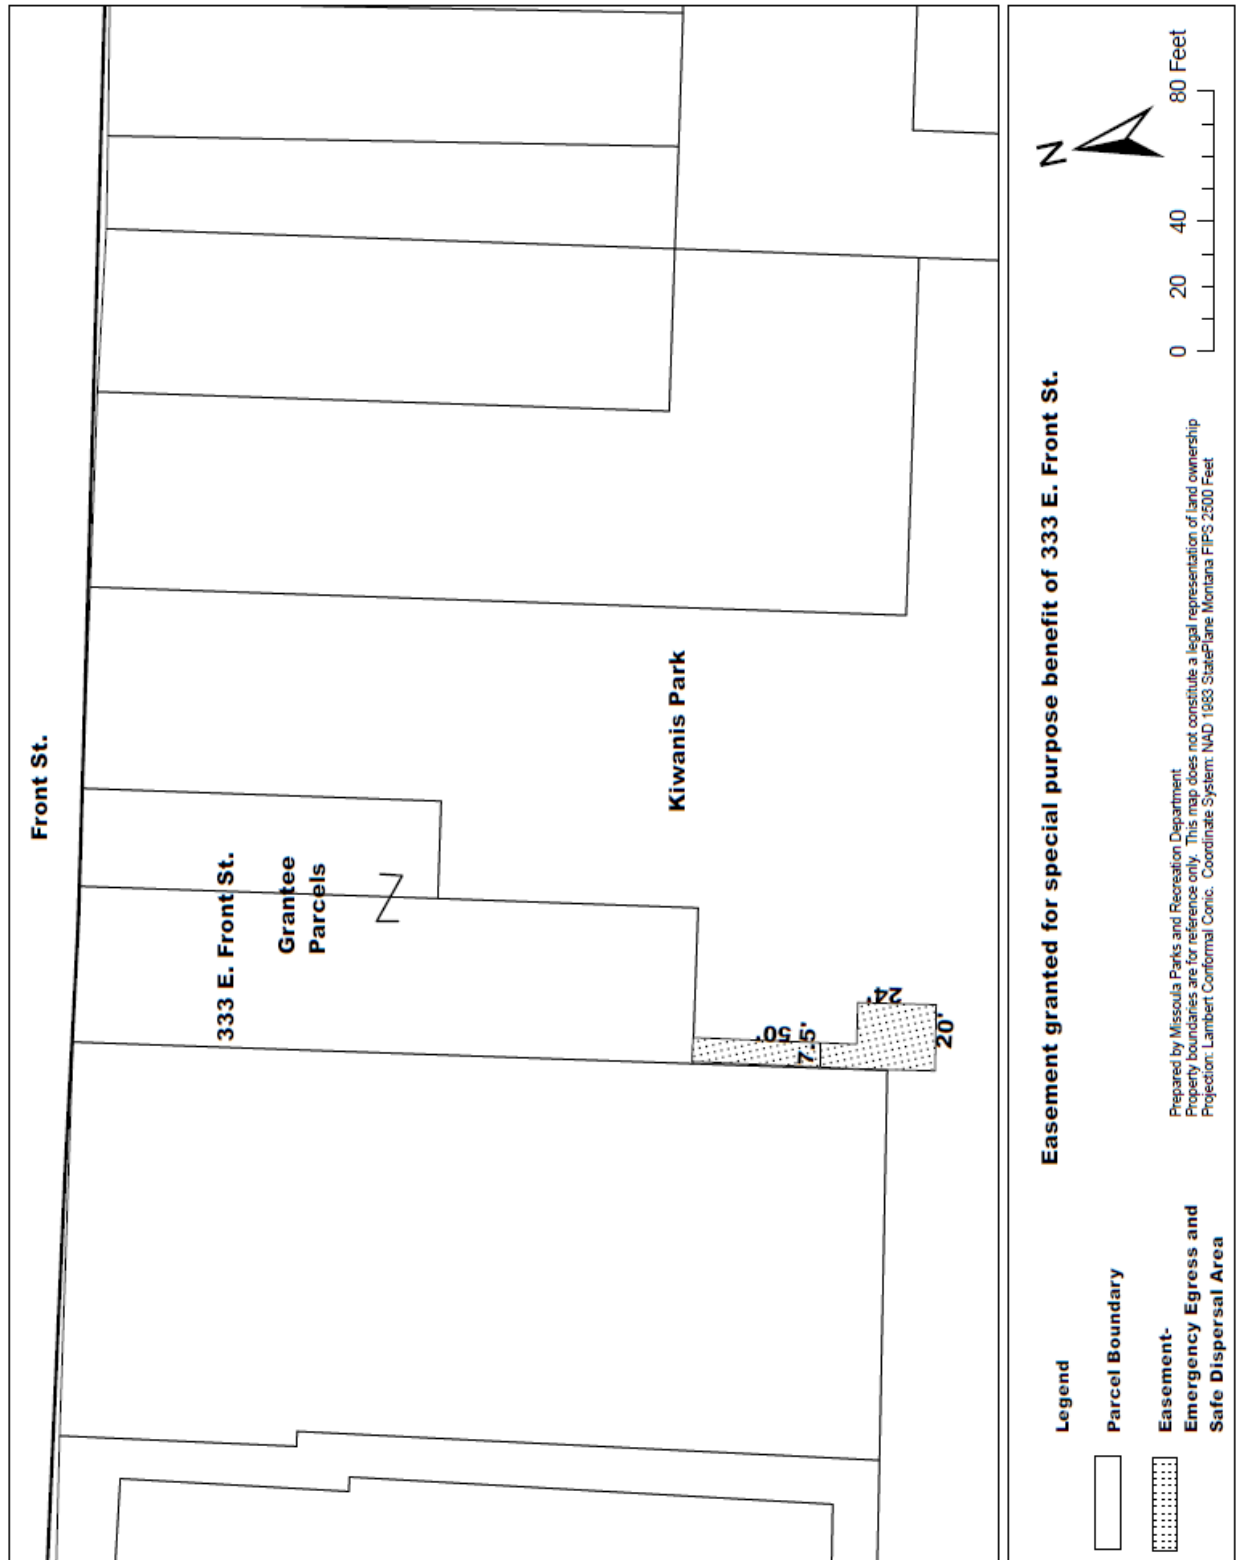 Front St.
333 E. Front St.
Grantee
Parcels
Kiwanis Park
50'
7.5'
24'
20'
Legend
Parcel Boundary
Easement-
Emergency Egress and
Safe Dispersal Area
Easement granted for special purpose benefit of 333 E. Front St.
Prepared by Missoula Parks and Recreation Department
Property boundaries are for reference only. This map does not constitute a legal representation of land ownership
Projection: Lambert Conformal Conic. Coordinate System: NAD 1983 StatePlane Montana FIPS 2500 Feet
N
0 20 40 80 Feet